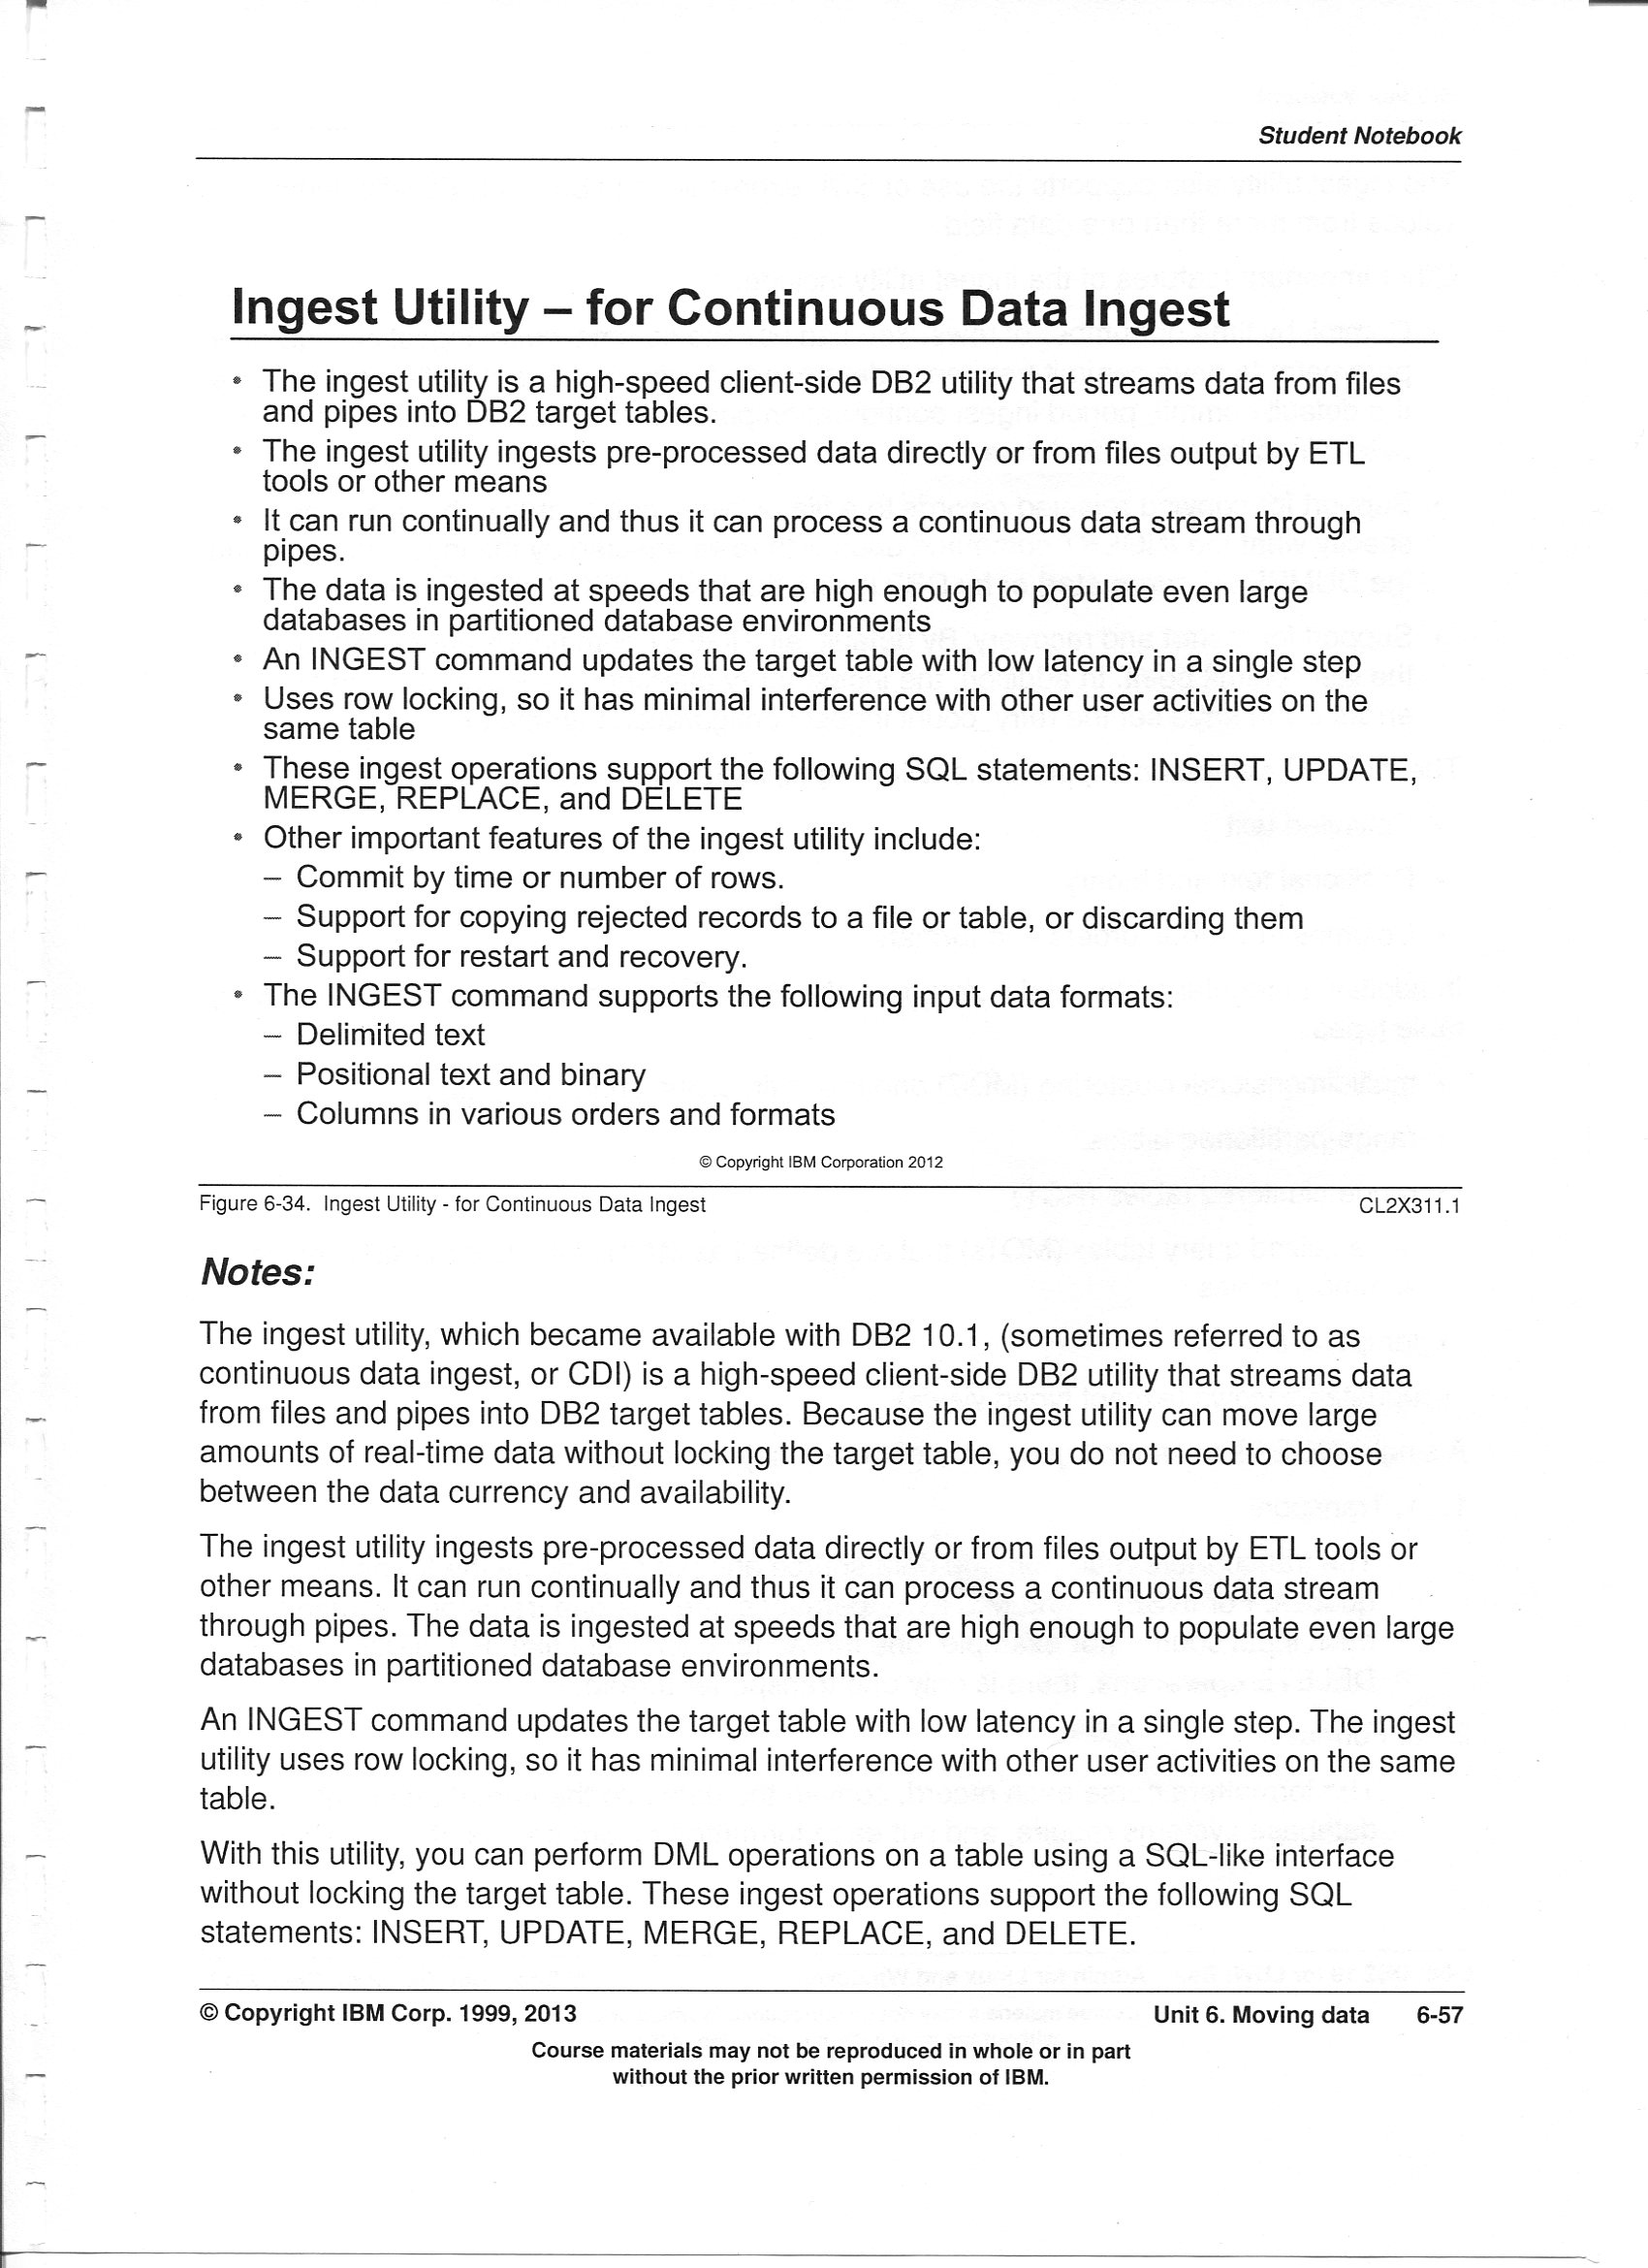 Student Notebook
Ingest Utility – for Continuous Data Ingest
• The ingest utility is a high-speed client-side DB2 utility that streams data from files
and pipes into DB2 target tables.
• The ingest utility ingests pre-processed data directly or from files output by ETL
tools or other means
• It can run continually and thus it can process a continuous data stream through
pipes.
• The data is ingested at speeds that are high enough to populate even large
databases in partitioned database environments
• An INGEST command updates the target table with low latency in a single step
• Uses row locking, so it has minimal interference with other user activities on the
same table
• These ingest operations support the following SQL statements: INSERT, UPDATE,
MERGE, REPLACE, and DELETE
• Other important features of the ingest utility include:
– Commit by time or number of rows.
– Support for copying rejected records to a file or table, or discarding them
– Support for restart and recovery.
• The INGEST command supports the following input data formats:
– Delimited text
– Positional text and binary
– Columns in various orders and formats
© Copyright IBM Corporation 2012
Figure 6-34. Ingest Utility - for Continuous Data Ingest CL2X311.1
Notes:
The ingest utility, which became available with DB2 10.1, (sometimes referred to as
continuous data ingest, or CDI) is a high-speed client-side DB2 utility that streams data
from files and pipes into DB2 target tables. Because the ingest utility can move large
amounts of real-time data without locking the target table, you do not need to choose
between the data currency and availability.
The ingest utility ingests pre-processed data directly or from files output by ETL tools or
other means. It can run continually and thus it can process a continuous data stream
through pipes. The data is ingested at speeds that are high enough to populate even large
databases in partitioned database environments.
An INGEST command updates the target table with low latency in a single step. The ingest
utility uses row locking, so it has minimal interference with other user activities on the same
table.
With this utility, you can perform DML operations on a table using a SQL-like interface
without locking the target table. These ingest operations support the following SQL
statements: INSERT, UPDATE, MERGE, REPLACE, and DELETE.
© Copyright IBM Corp. 1999, 2013 Unit 6. Moving data 6-57
Course materials may not be reproduced in whole or in part
without the prior written permission of IBM.